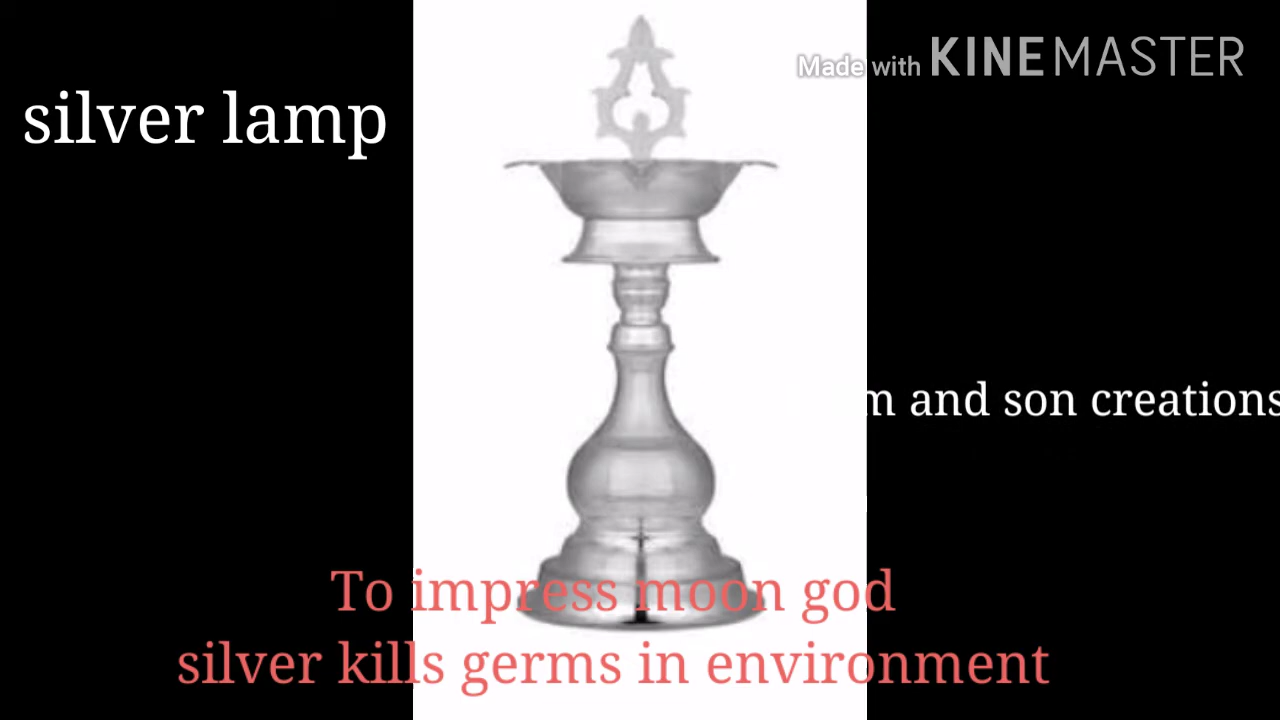 Made with KINEMASTER
silver lamp
and son creations
To impress moon god
silver kills germs in environment